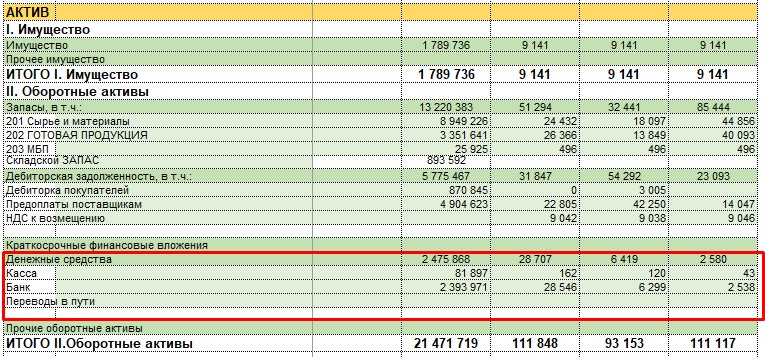 АКТИВ
I. Имущество
Имущество 1 789 736 9 141 9 141 9 141
Прочее имущество
ИТОГО I. Имущество 1 789 736 9 141 9 141 9 141
II. Оборотные активы
Запасы, в т.ч.: 13 220 383 51 294 32 441 85 444
201 Сырье и материалы 8 949 226 24 432 18 097 44 856
202 ГОТОВАЯ ПРОДУКЦИЯ 3 351 641 26 366 13 849 40 093
203 МБП 25 925 496 496 496
Складской ЗАПАС 893 592
Дебиторская задолженность, в т.ч.: 5 775 467 31 847 54 292 23 093
Дебиторка покупателей 870 845 0 3 005
Предоплаты поставщикам 4 904 623 22 805 42 250 14 047
НДС к возмещению 9 042 9 038 9 046
Краткосрочные финансовые вложения
Денежные средства 2 475 868 28 707 6 419 2 580
Касса 81 897 162 120 43
Банк 2 393 971 28 546 6 299 2 538
Переводы в пути
Прочие оборотные активы
ИТОГО II.Оборотные активы 21 471 719 111 848 93 153 111 117